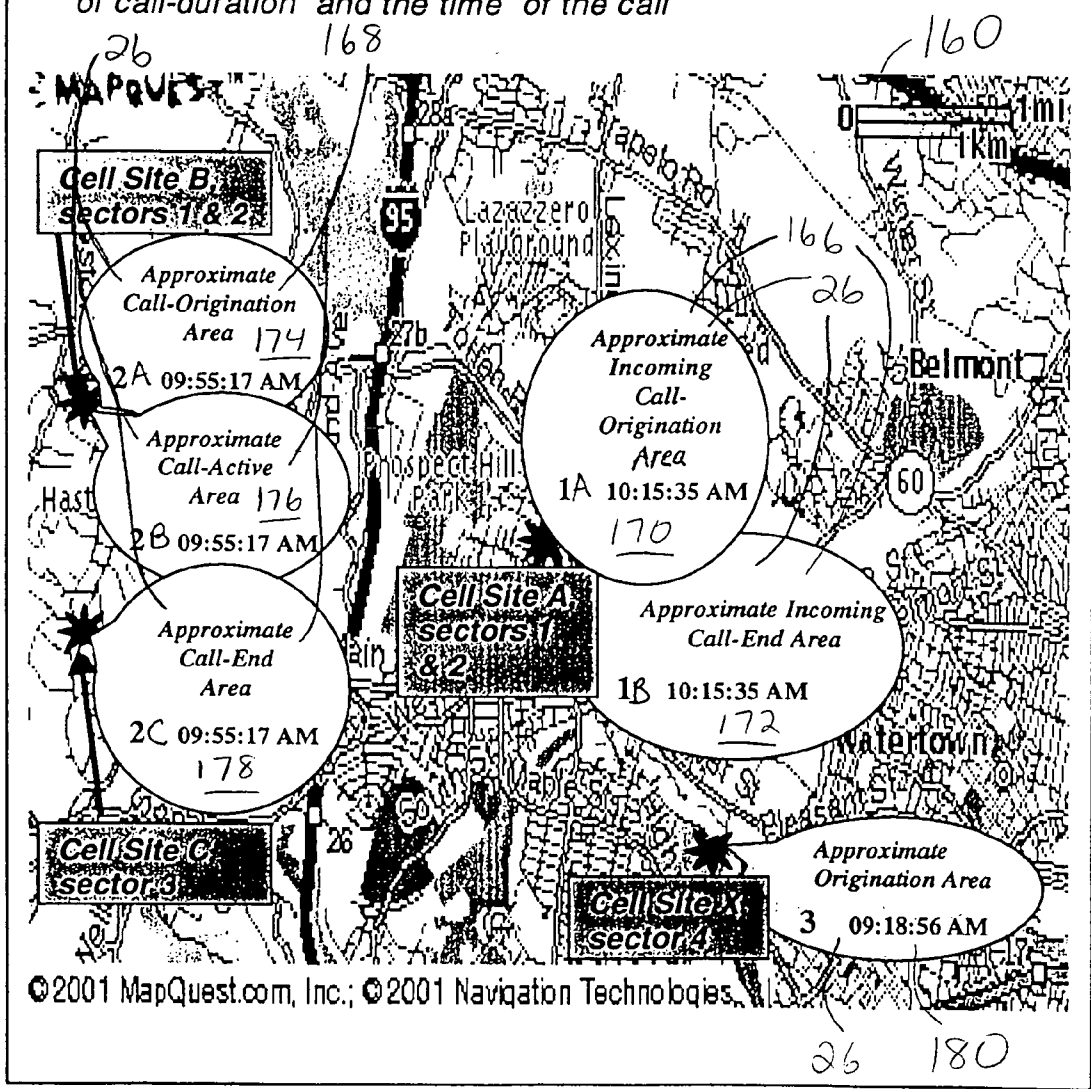 of call-duration and the time of the call
26
168
160
MAPQUEST
28a
0 1mi
1km
Cell Site B,
sectors 1 & 2
95
Lazazzero
Playground
166
26
Approximate
Call-Origination
Area 174
2A 09:55:17 AM
27b
Approximate
Incoming
Call-
Origination
Area
1A 10:15:35 AM
170
Belmont
60
Approximate
Call-Active
Area 176
2B 09:55:17 AM
Prospect Hill
Park
Hast
Cell Site A,
sectors 1
& 2
Approximate Incoming
Call-End Area
1B 10:15:35 AM
172
Approximate
Call-End
Area
2C 09:55:17 AM
178
Watertown
Cell Site C
sector 3
26
Cell Site X,
sector 4
Approximate
Origination Area
3 09:18:56 AM
©2001 MapQuest.com, Inc.; ©2001 Navigation Technologies
26
180